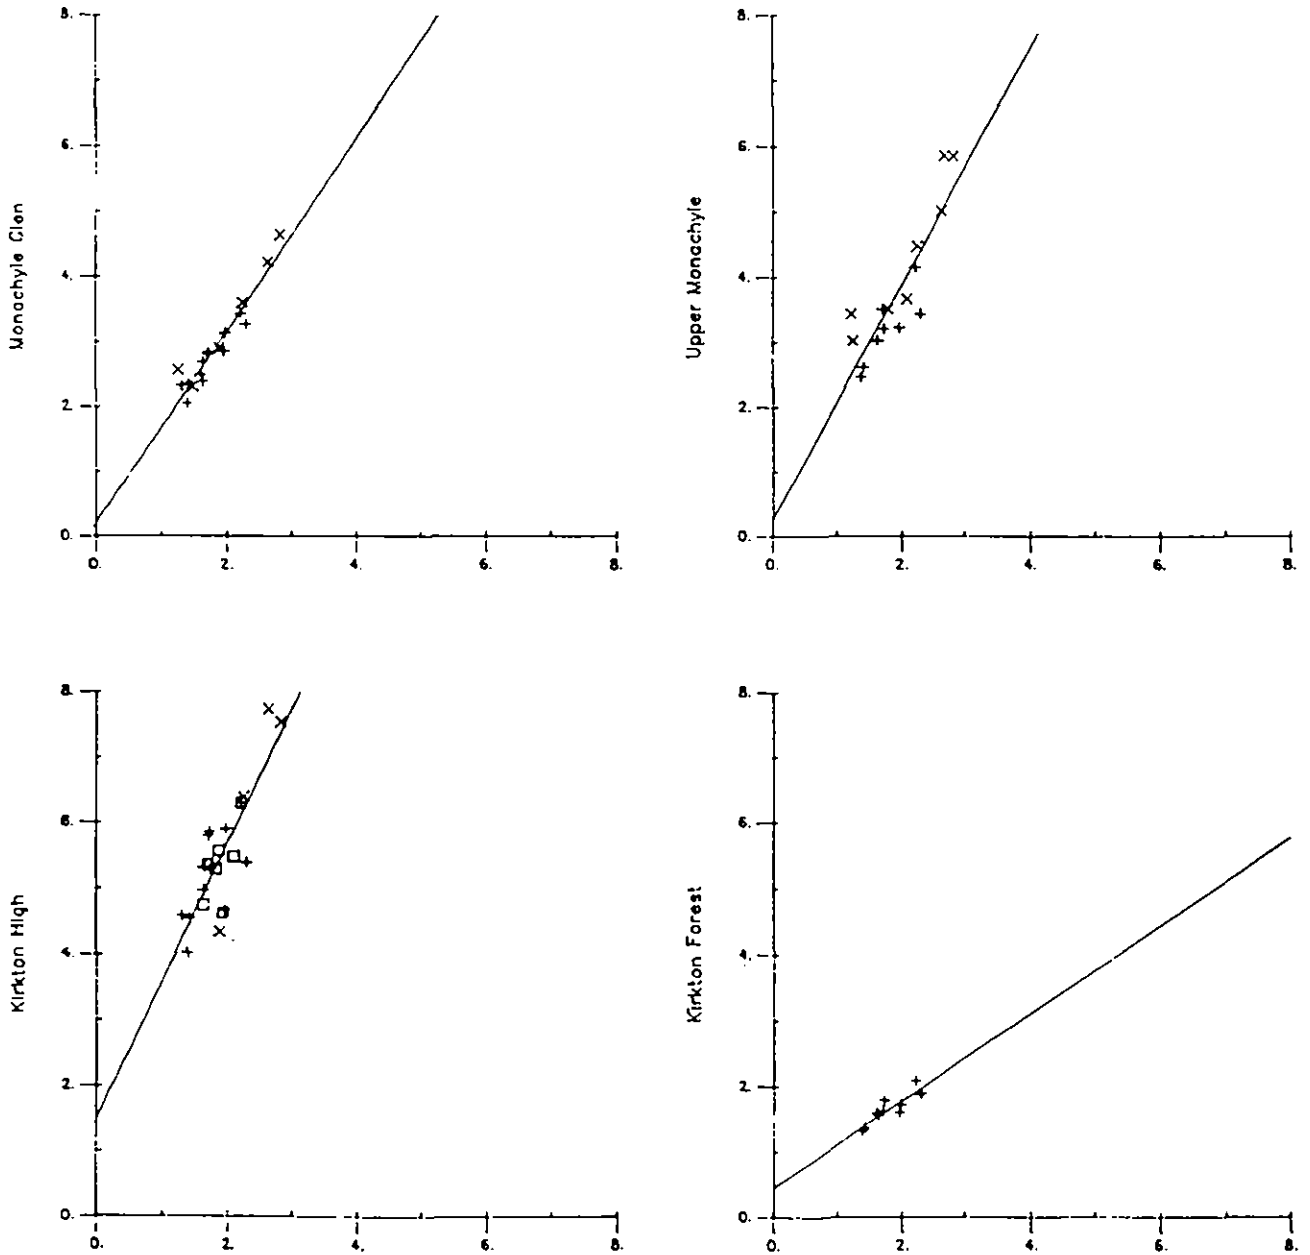 8.
6.
4.
2.
0.
Monachyle Glen
0. 2. 4. 6. 8.
8.
6.
4.
2.
0.
Upper Monachyle
0. 2. 4. 6. 8.
8.
6.
4.
2.
0.
Kirkton High
0. 2. 4. 6. 8.
8.
6.
4.
2.
0.
Kirkton Forest
0. 2. 4. 6. 8.